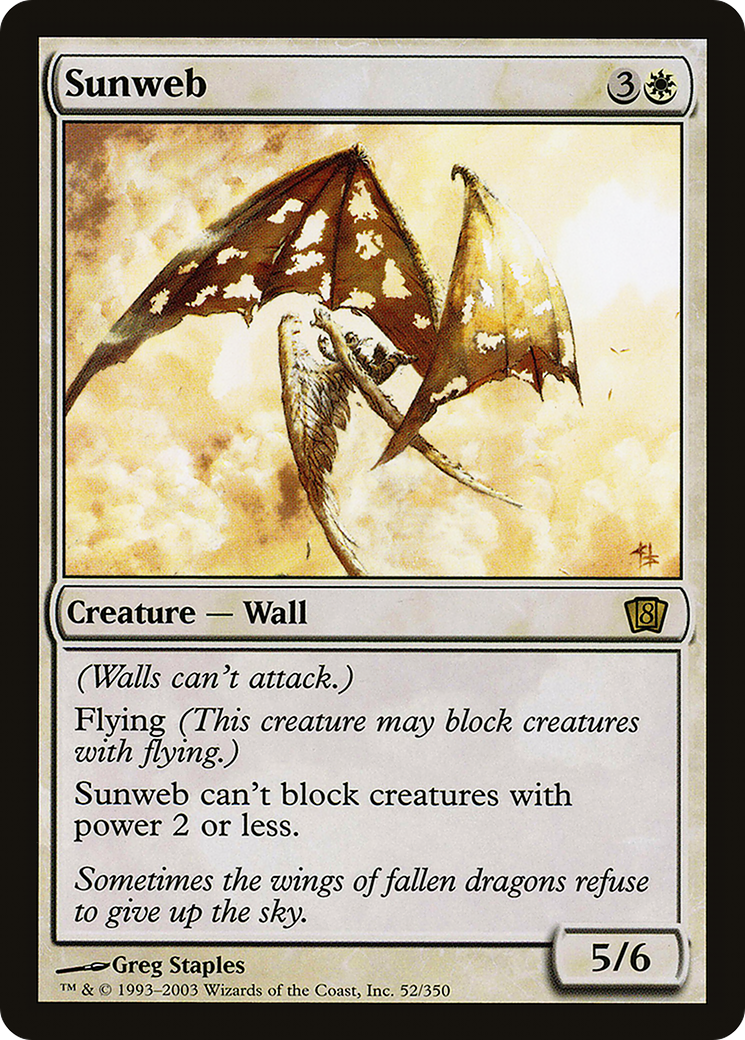 Sunweb 3
Creature — Wall 8
(Walls can't attack.)
Flying (This creature may block creatures
with flying.)
Sunweb can't block creatures with
power 2 or less.
Sometimes the wings of fallen dragons refuse
to give up the sky.
5/6
Greg Staples
™ & © 1993–2003 Wizards of the Coast, Inc. 52/350